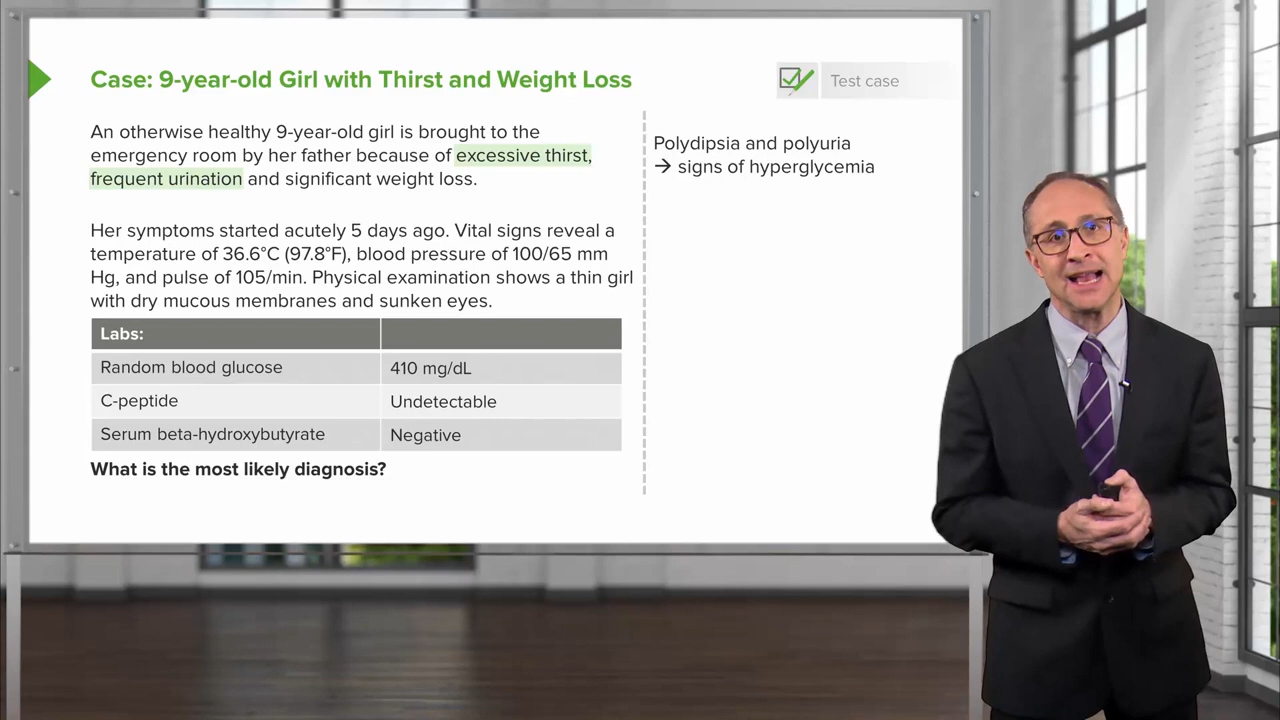 Case: 9-year-old Girl with Thirst and Weight Loss
Test case
An otherwise healthy 9-year-old girl is brought to the
emergency room by her father because of excessive thirst,
frequent urination and significant weight loss.
Her symptoms started acutely 5 days ago. Vital signs reveal a
temperature of 36.6°C (97.8°F), blood pressure of 100/65 mm
Hg, and pulse of 105/min. Physical examination shows a thin girl
with dry mucous membranes and sunken eyes.
Labs:
Random blood glucose 410 mg/dL
C-peptide Undetectable
Serum beta-hydroxybutyrate Negative
What is the most likely diagnosis?
Polydipsia and polyuria
→ signs of hyperglycemia